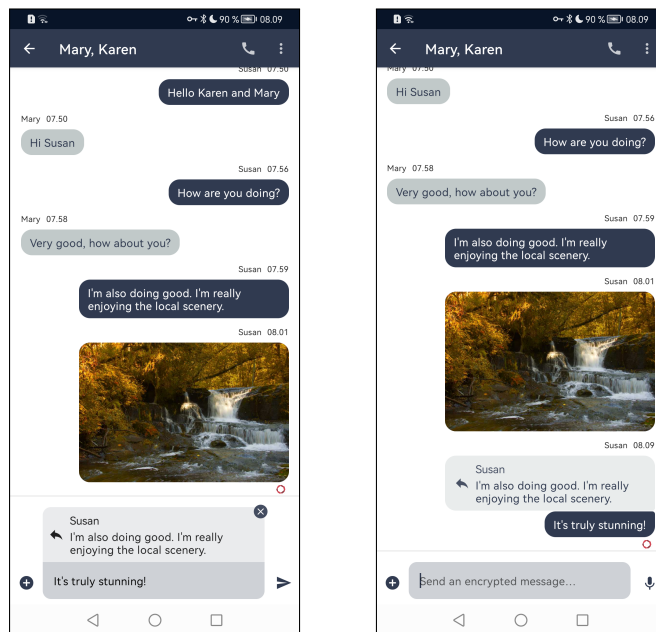 90 % 08.09
Mary, Karen
Susan 07.50
Hello Karen and Mary
Mary 07.50
Hi Susan
Susan 07.56
How are you doing?
Mary 07.58
Very good, how about you?
Susan 07.59
I'm also doing good. I'm really
enjoying the local scenery.
Susan 08.01
Susan
I'm also doing good. I'm really
enjoying the local scenery.
It's truly stunning!
90 % 08.09
Mary, Karen
Mary 07.50
Hi Susan
Susan 07.56
How are you doing?
Mary 07.58
Very good, how about you?
Susan 07.59
I'm also doing good. I'm really
enjoying the local scenery.
Susan 08.01
Susan 08.09
Susan
I'm also doing good. I'm really
enjoying the local scenery.
It's truly stunning!
Send an encrypted message...